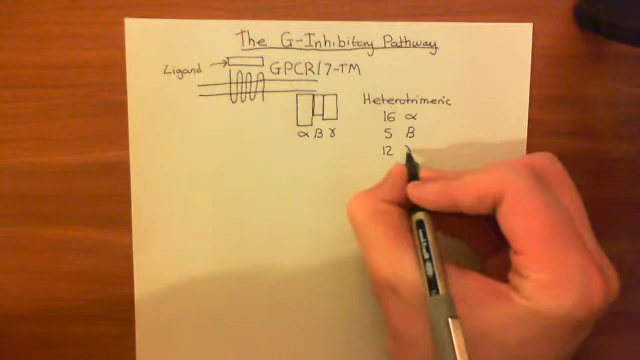 The G-Inhibitory Pathway
Ligand
GPCR/7-TM
α β γ
Heterotrimeric
16 α
5 β
12